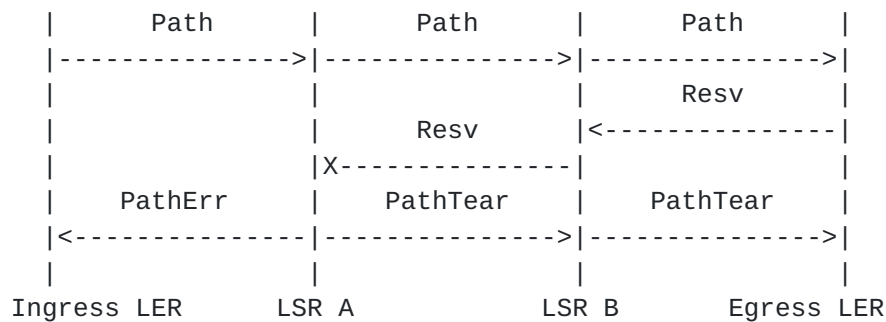 Path Path Path
Resv
Resv
PathErr PathTear PathTear
Ingress LER LSR A LSR B Egress LER